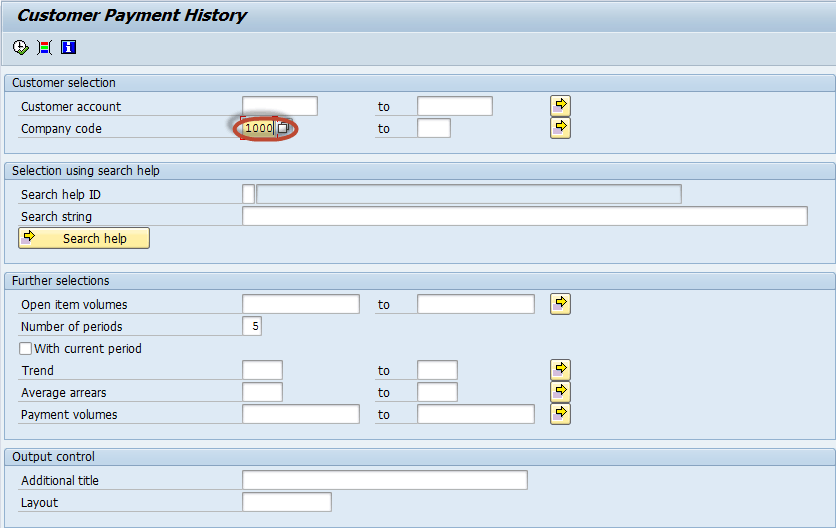 Customer Payment History
Customer selection
Customer account to
Company code 1000 to
Selection using search help
Search help ID
Search string
Search help
Further selections
Open item volumes to
Number of periods 5
With current period
Trend to
Average arrears to
Payment volumes to
Output control
Additional title
Layout